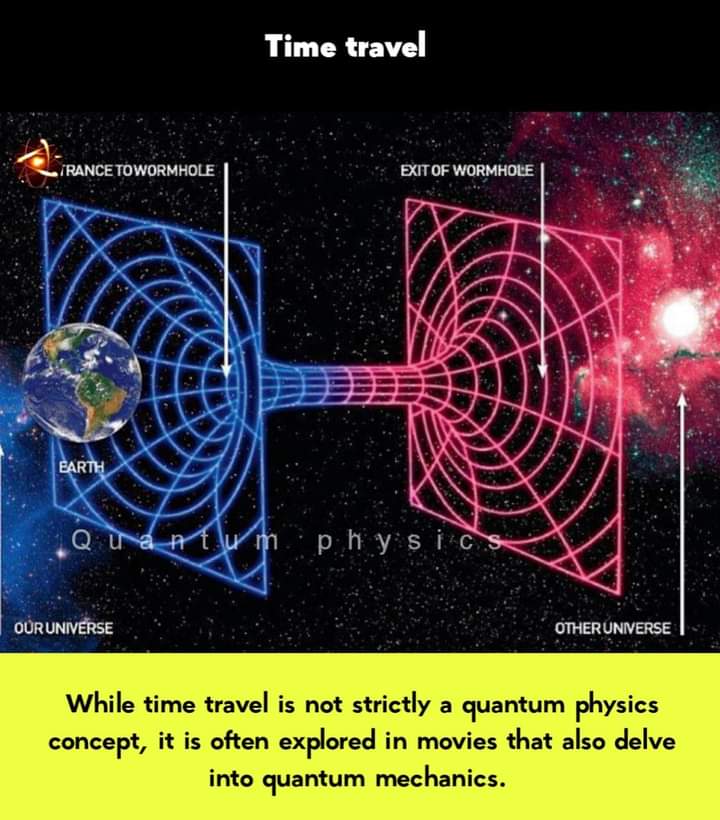 Time travel
TRANCE TO WORMHOLE
EXIT OF WORMHOLE
EARTH
Quantum physics
OUR UNIVERSE
OTHER UNIVERSE
While time travel is not strictly a quantum physics
concept, it is often explored in movies that also delve
into quantum mechanics.